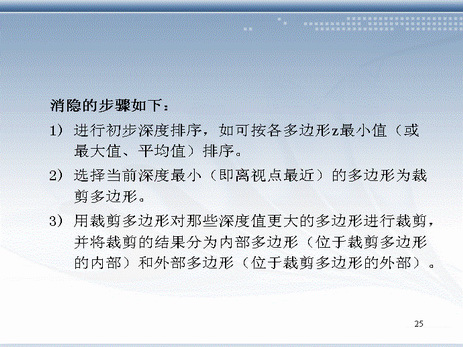 消隐的步骤如下：
1) 进行初步深度排序，如可按各多边形z最小值（或
最大值、平均值）排序。
2) 选择当前深度最小（即离视点最近）的多边形为裁
剪多边形。
3) 用裁剪多边形对那些深度值更大的多边形进行裁剪，
并将裁剪的结果分为内部多边形（位于裁剪多边形
的内部）和外部多边形（位于裁剪多边形的外部）。
25